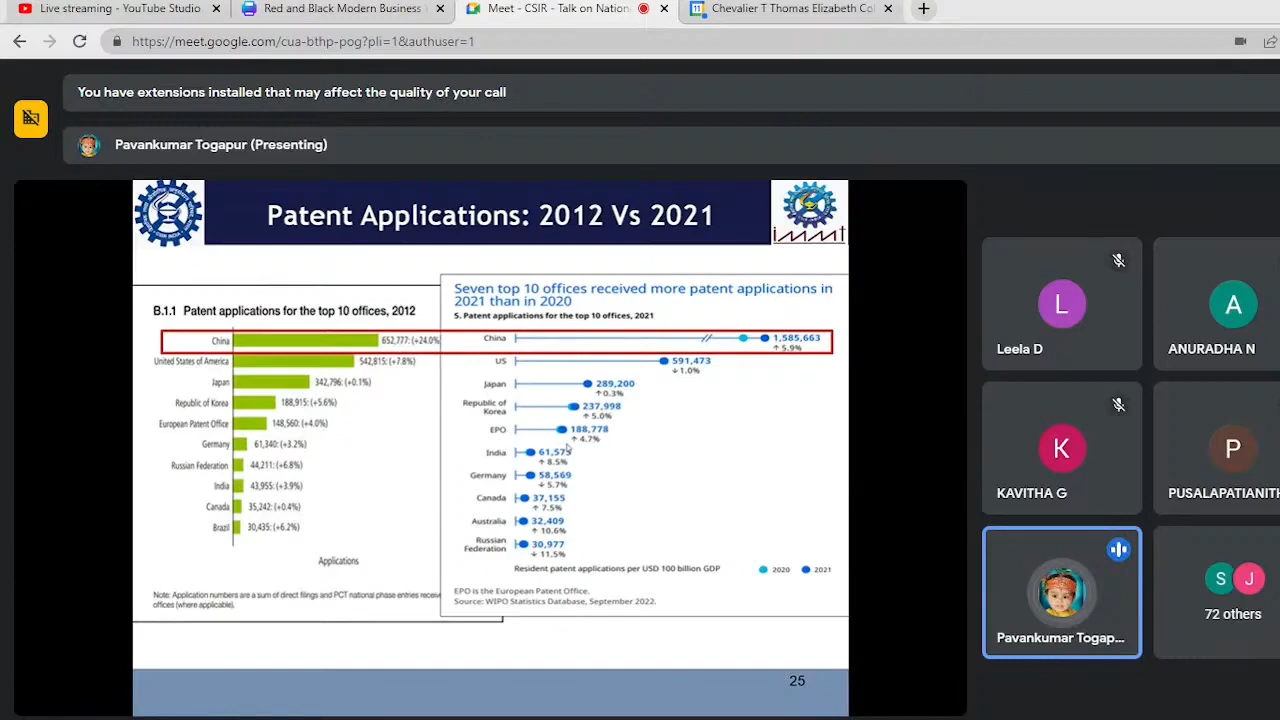 Live streaming - YouTube Studio
Red and Black Modern Business
Meet - CSIR - Talk on Nation
Chevalier T Thomas Elizabeth Col
https://meet.google.com/cua-bthp-pog?pli=1&authuser=1
You have extensions installed that may affect the quality of your call
Pavankumar Togapur (Presenting)
Patent Applications: 2012 Vs 2021
immt
B.1.1 Patent applications for the top 10 offices, 2012
China 652,777: (+24.0%
United States of America 542,815: (+7.8%)
Japan 342,796: (+0.1%)
Republic of Korea 188,915: (+5.6%)
European Patent Office 148,560: (+4.0%)
Germany 61,340: (+3.2%)
Russian Federation 44,211: (+6.8%)
India 43,955: (+3.9%)
Canada 35,242: (+0.4%)
Brazil 30,435: (+6.2%)
Applications
Note: Application numbers are a sum of direct filings and PCT national phase entries receiv
offices (where applicable).
Seven top 10 offices received more patent applications in
2021 than in 2020
5. Patent applications for the top 10 offices, 2021
China 1,585,663
↑ 5.9%
US 591,473
↓ 1.0%
Japan 289,200
↑ 0.3%
Republic of
Korea 237,998
↑ 5.0%
EPO 188,778
↑ 4.7%
India 61,573
↑ 8.5%
Germany 58,569
↓ 5.7%
Canada 37,155
↑ 7.5%
Australia 32,409
↑ 10.6%
Russian
Federation 30,977
↓ 11.5%
Resident patent applications per USD 100 billion GDP 2020 2021
EPO is the European Patent Office.
Source: WIPO Statistics Database, September 2022.
25
L
Leela D
A
ANURADHA N
K
KAVITHA G
P
PUSALAPATIANITH
Pavankumar Togap...
S J
72 others